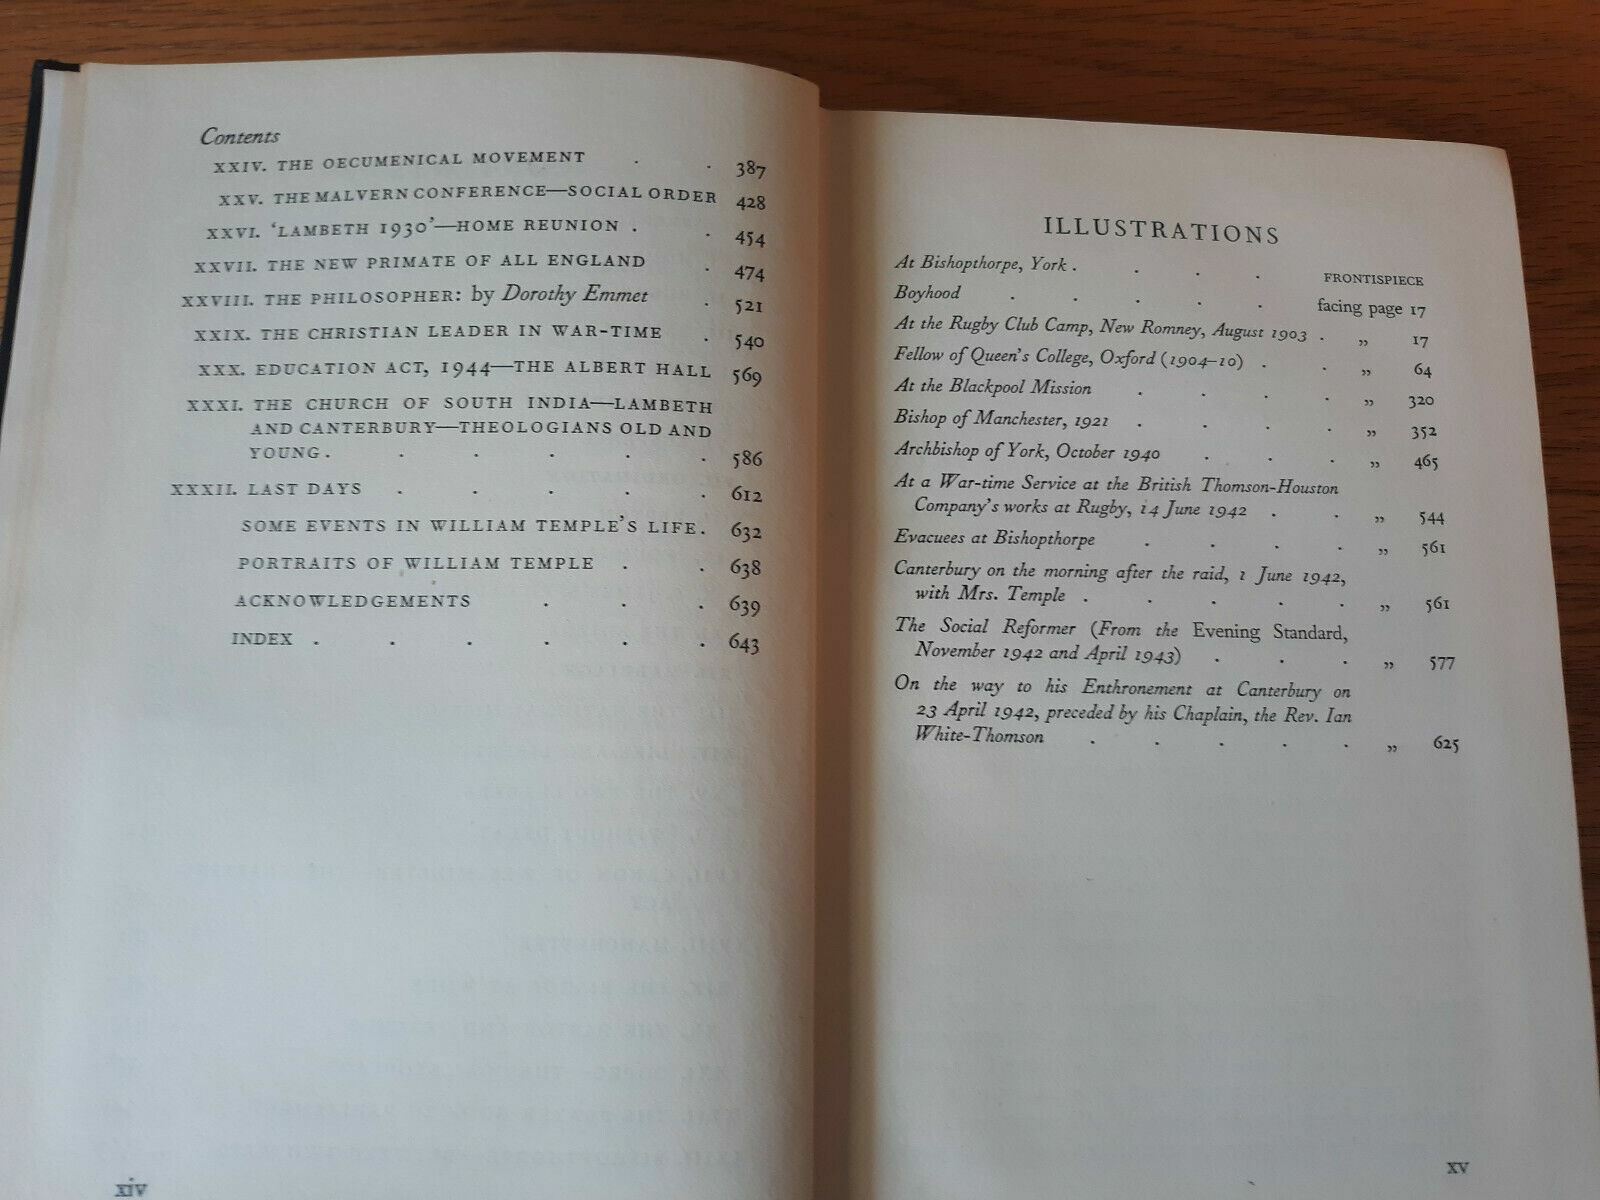 Contents
XXIV. THE OECUMENICAL MOVEMENT . . 387
XXV. THE MALVERN CONFERENCE—SOCIAL ORDER 428
XXVI. 'LAMBETH 1930'—HOME REUNION . . 454
XXVII. THE NEW PRIMATE OF ALL ENGLAND . 474
XXVIII. THE PHILOSOPHER: by Dorothy Emmet . 521
XXIX. THE CHRISTIAN LEADER IN WAR-TIME . 540
XXX. EDUCATION ACT, 1944—THE ALBERT HALL 569
XXXI. THE CHURCH OF SOUTH INDIA—LAMBETH
AND CANTERBURY—THEOLOGIANS OLD AND
YOUNG . . . . . . 586
XXXII. LAST DAYS . . . . . 612
SOME EVENTS IN WILLIAM TEMPLE'S LIFE . 632
PORTRAITS OF WILLIAM TEMPLE . . 638
ACKNOWLEDGEMENTS . . . 639
INDEX . . . . . . 643
xiv
ILLUSTRATIONS
At Bishopthorpe, York . . . . FRONTISPIECE
Boyhood . . . . . facing page 17
At the Rugby Club Camp, New Romney, August 1903 . „ 17
Fellow of Queen's College, Oxford (1904–10) . . „ 64
At the Blackpool Mission . . . . „ 320
Bishop of Manchester, 1921 . . . . „ 352
Archbishop of York, October 1940 . . . „ 465
At a War-time Service at the British Thomson-Houston
Company's works at Rugby, 14 June 1942 . . „ 544
Evacuees at Bishopthorpe . . . . „ 561
Canterbury on the morning after the raid, 1 June 1942,
with Mrs. Temple . . . . . „ 561
The Social Reformer (From the Evening Standard,
November 1942 and April 1943) . . . „ 577
On the way to his Enthronement at Canterbury on
23 April 1942, preceded by his Chaplain, the Rev. Ian
White-Thomson . . . . . „ 625
xv